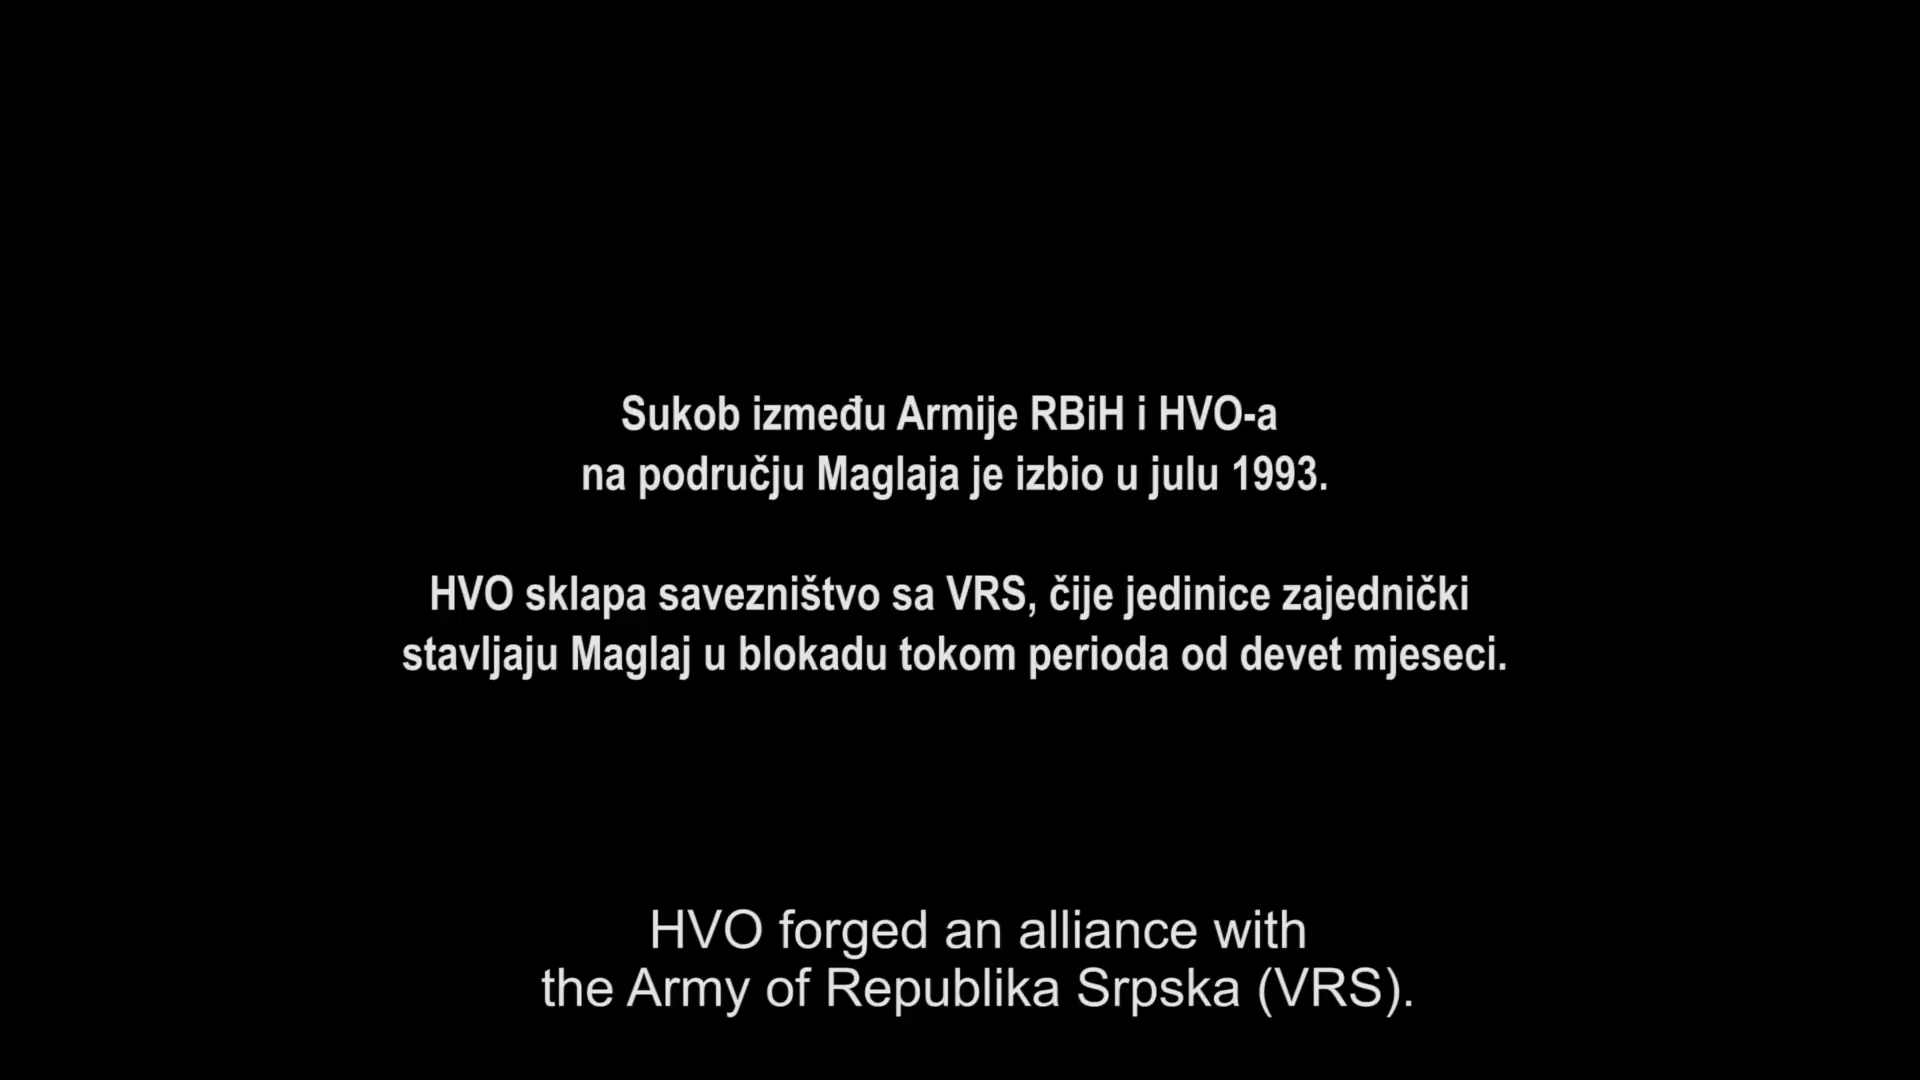 Sukob između Armije RBiH i HVO-a
na području Maglaja je izbio u julu 1993.
HVO sklapa savezništvo sa VRS, čije jedinice zajednički
stavljaju Maglaj u blokadu tokom perioda od devet mjeseci.
HVO forged an alliance with
the Army of Republika Srpska (VRS).